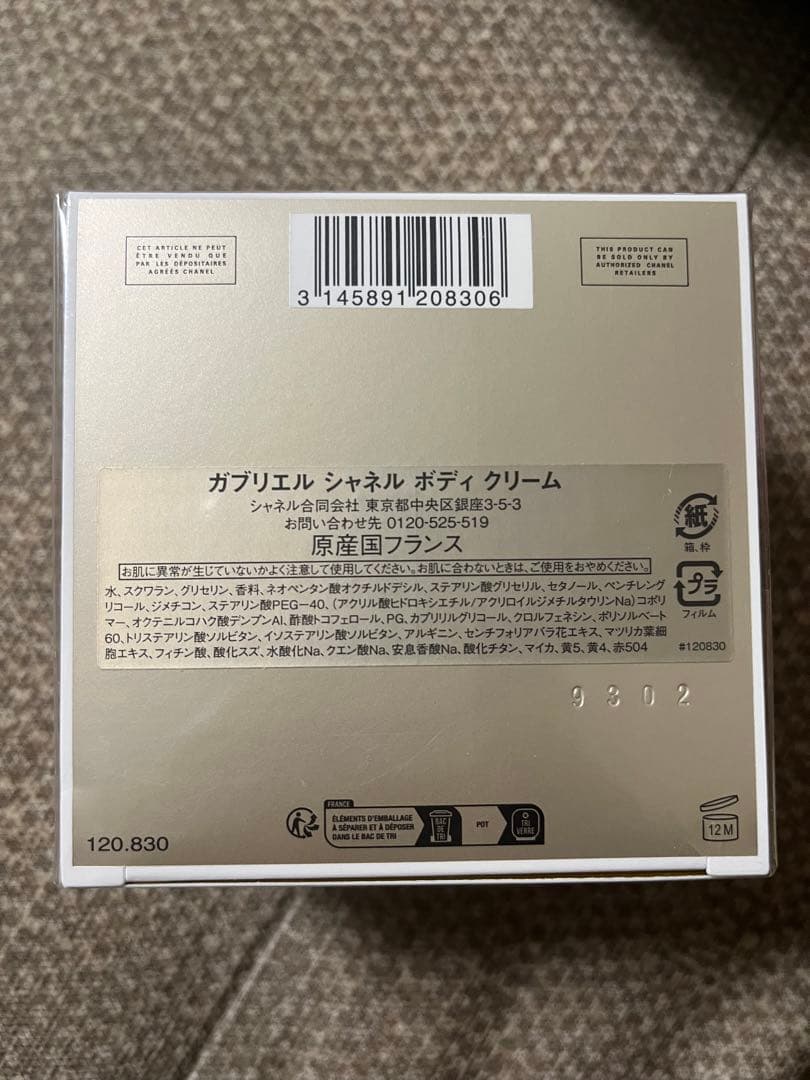 CET ARTICLE NE PEUT
ÊTRE VENDU QUE
PAR LES DÉPOSITAIRES
AGRÉÉS CHANEL
THIS PRODUCT CAN
BE SOLD ONLY BY
AUTHORIZED CHANEL
RETAILERS
3 145891 208306
ガブリエル シャネル ボディ クリーム
シャネル合同会社 東京都中央区銀座3-5-3
お問い合わせ先 0120-525-519
原産国フランス
お肌に異常が生じていないかよく注意して使用してください。お肌に合わないときは、ご使用をおやめください。
水、スクワラン、グリセリン、香料、ネオペンタン酸オクチルドデシル、ステアリン酸グリセリル、セタノール、ペンチレング
リコール、ジメチコン、ステアリン酸PEG-40、(アクリル酸ヒドロキシエチル/アクリロイルジメチルタウリンNa)コポリ
マー、オクテニルコハク酸デンプンAl、酢酸トコフェロール、PG、カプリリルグリコール、クロルフェネシン、ポリソルベート
60、トリステアリン酸ソルビタン、イソステアリン酸ソルビタン、アルギニン、センチフォリアバラ花エキス、マツリカ葉細
胞エキス、フィチン酸、酸化スズ、水酸化Na、クエン酸Na、安息香酸Na、酸化チタン、マイカ、黄5、黄4、赤504
#120830
紙
箱、枠
プラ
フィルム
9302
FRANCE
ÉLÉMENTS D'EMBALLAGE
À SÉPARER ET À DÉPOSER
DANS LE BAC DE TRI
BAC
DE
TRI
POT
TRI
VERRE
120.830
12M